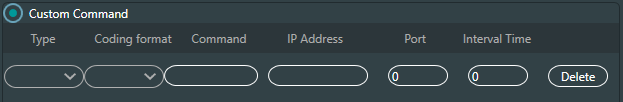 Custom Command
Type Coding format Command IP Address Port Interval Time
0 0 Delete